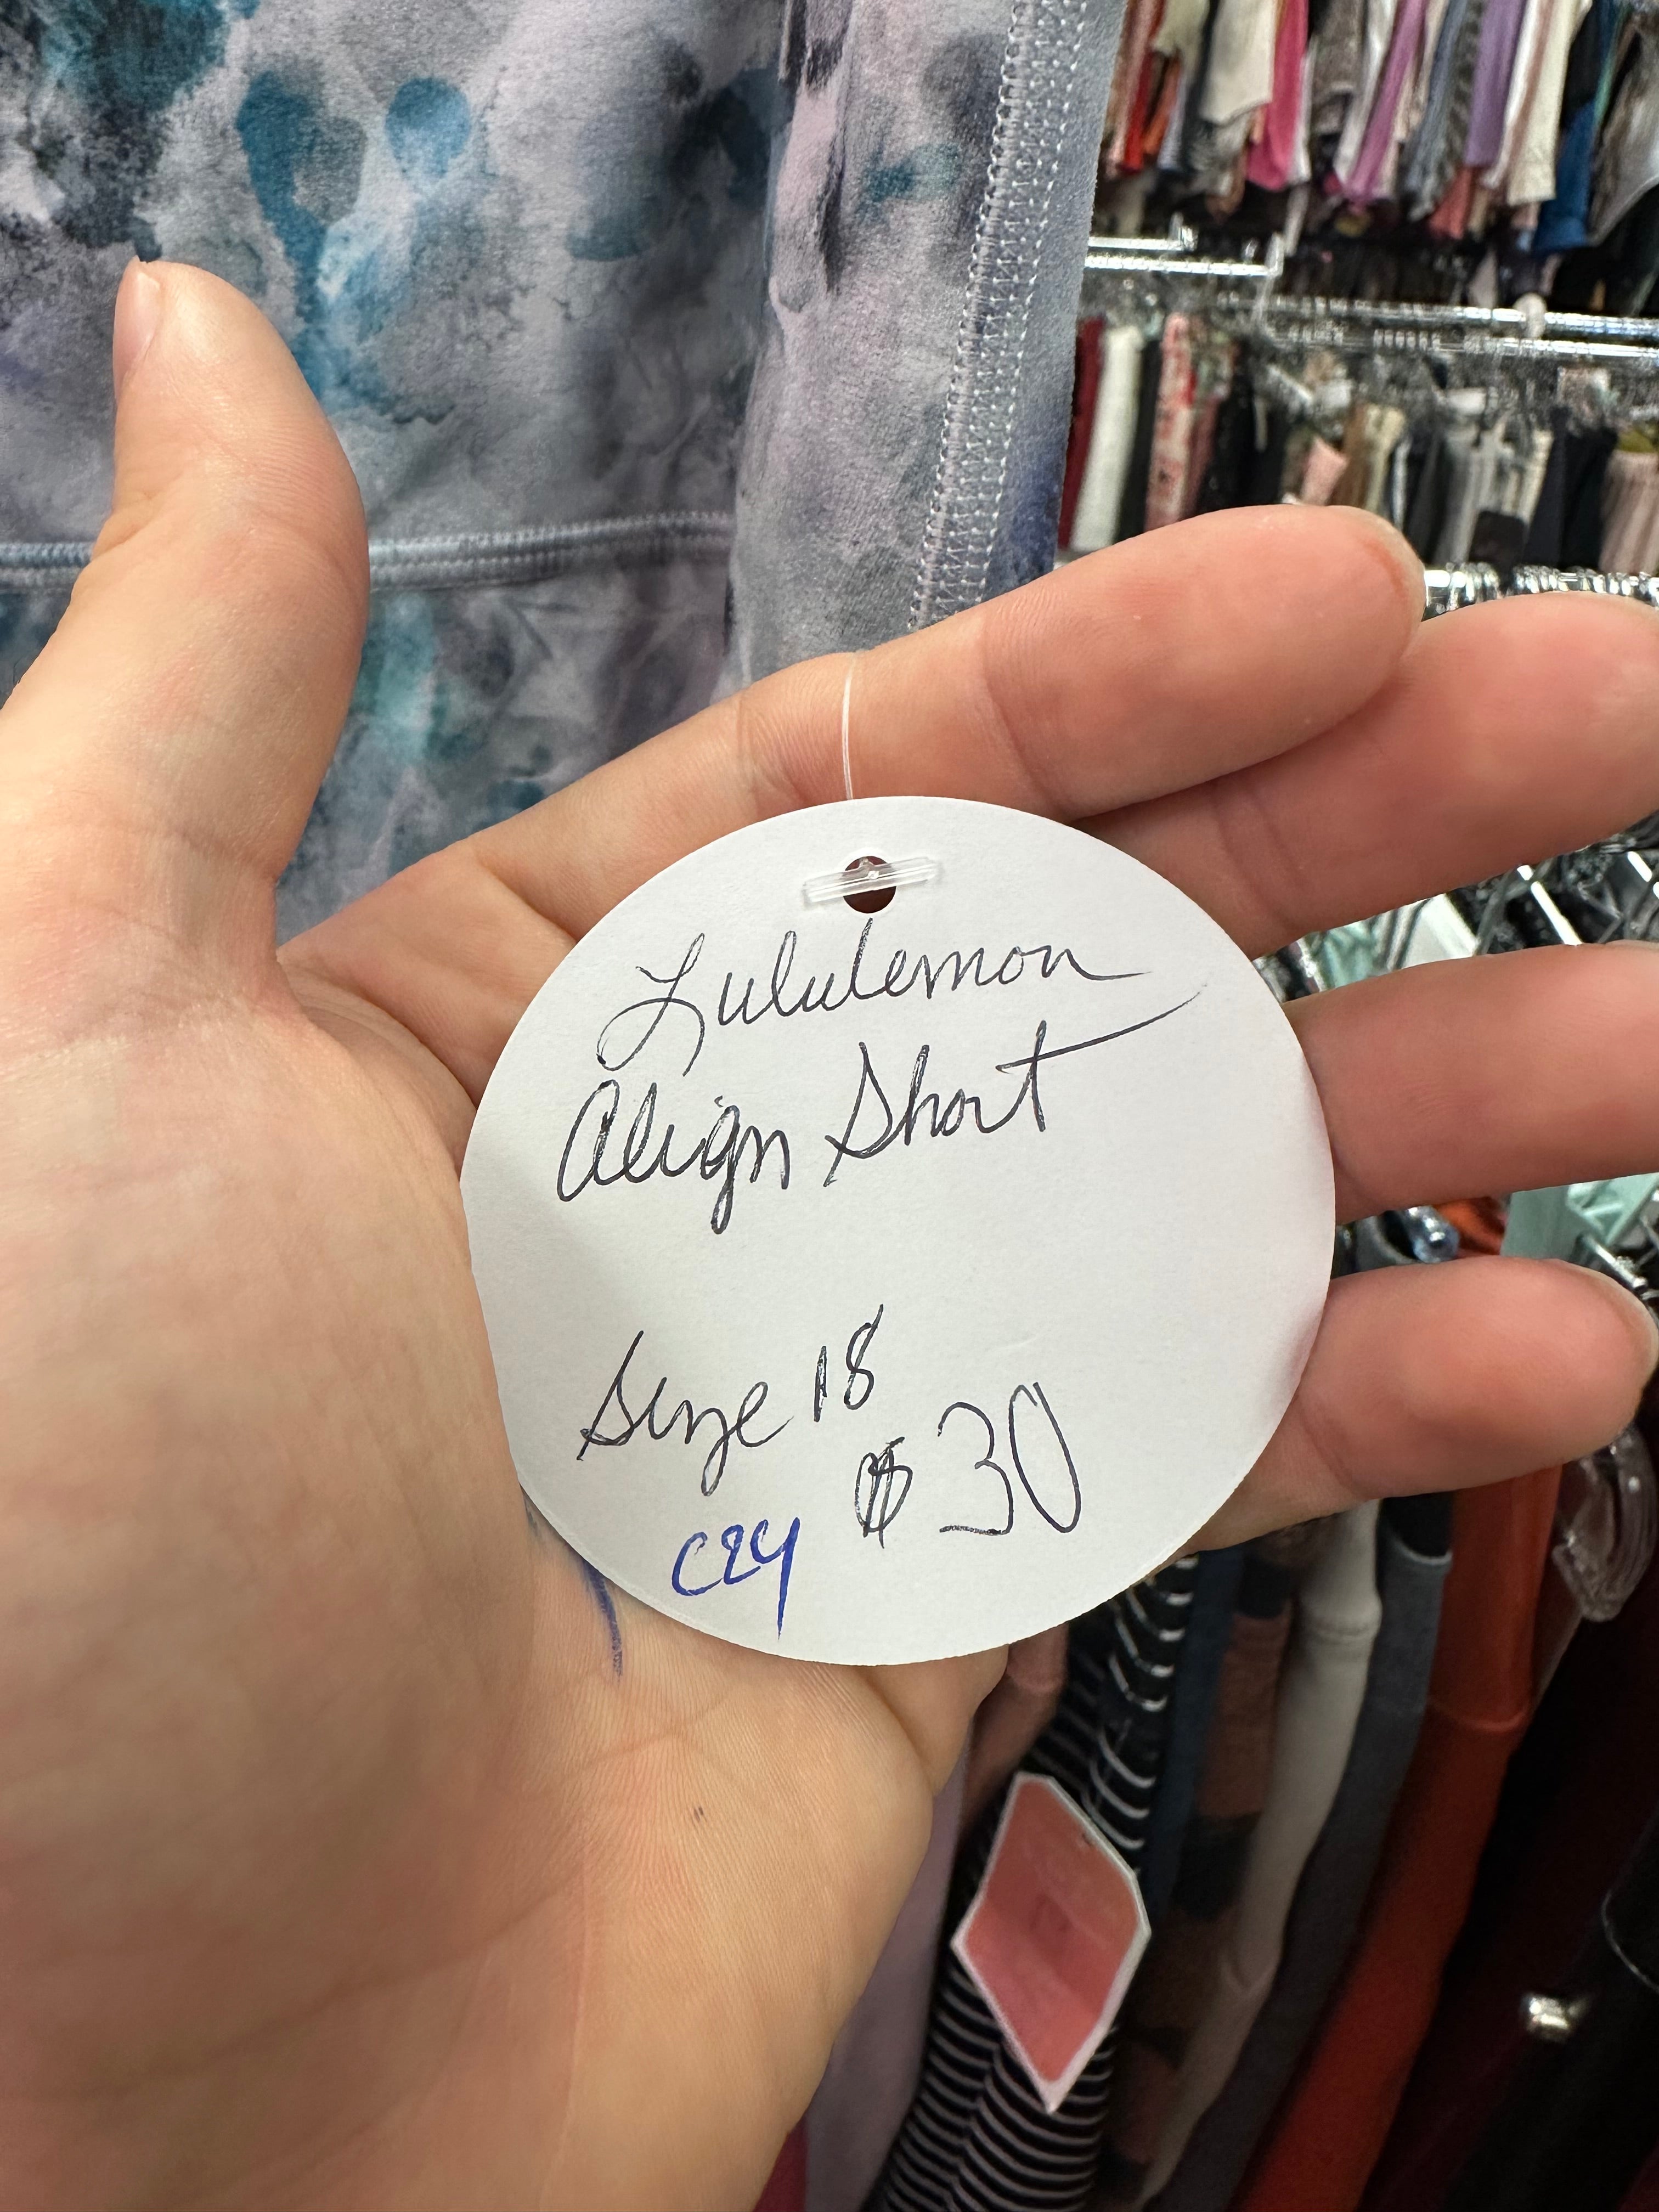 Lululemon
Align Short
Size 18
$30
C24